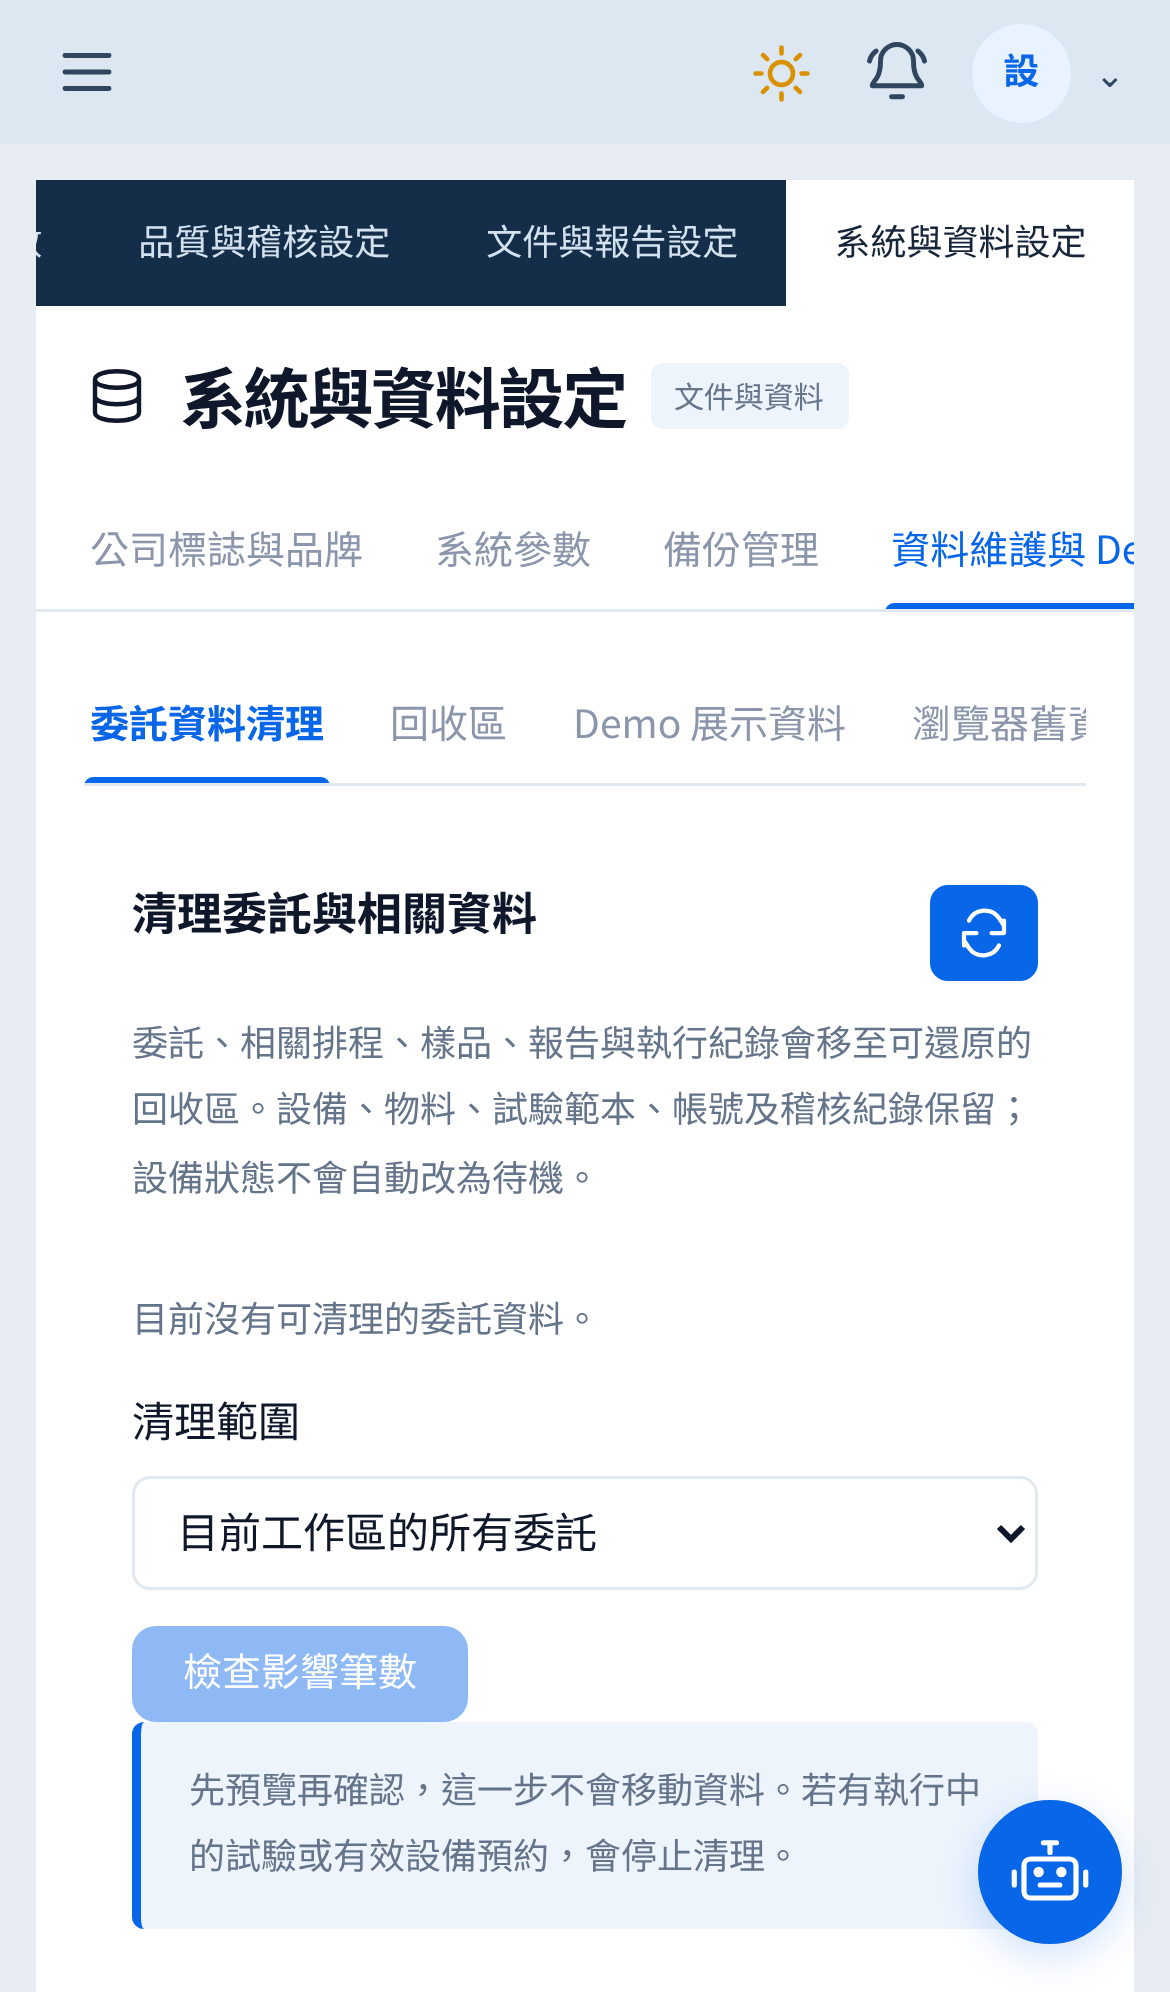 設
品質與稽核設定 文件與報告設定 系統與資料設定
系統與資料設定 文件與資料
公司標誌與品牌 系統參數 備份管理 資料維護與 De
委託資料清理 回收區 Demo 展示資料 瀏覽器舊
清理委託與相關資料
委託、相關排程、樣品、報告與執行紀錄會移至可還原的
回收區。設備、物料、試驗範本、帳號及稽核紀錄保留；
設備狀態不會自動改為待機。
目前沒有可清理的委託資料。
清理範圍
目前工作區的所有委託
檢查影響筆數
先預覽再確認，這一步不會移動資料。若有執行中
的試驗或有效設備預約，會停止清理。